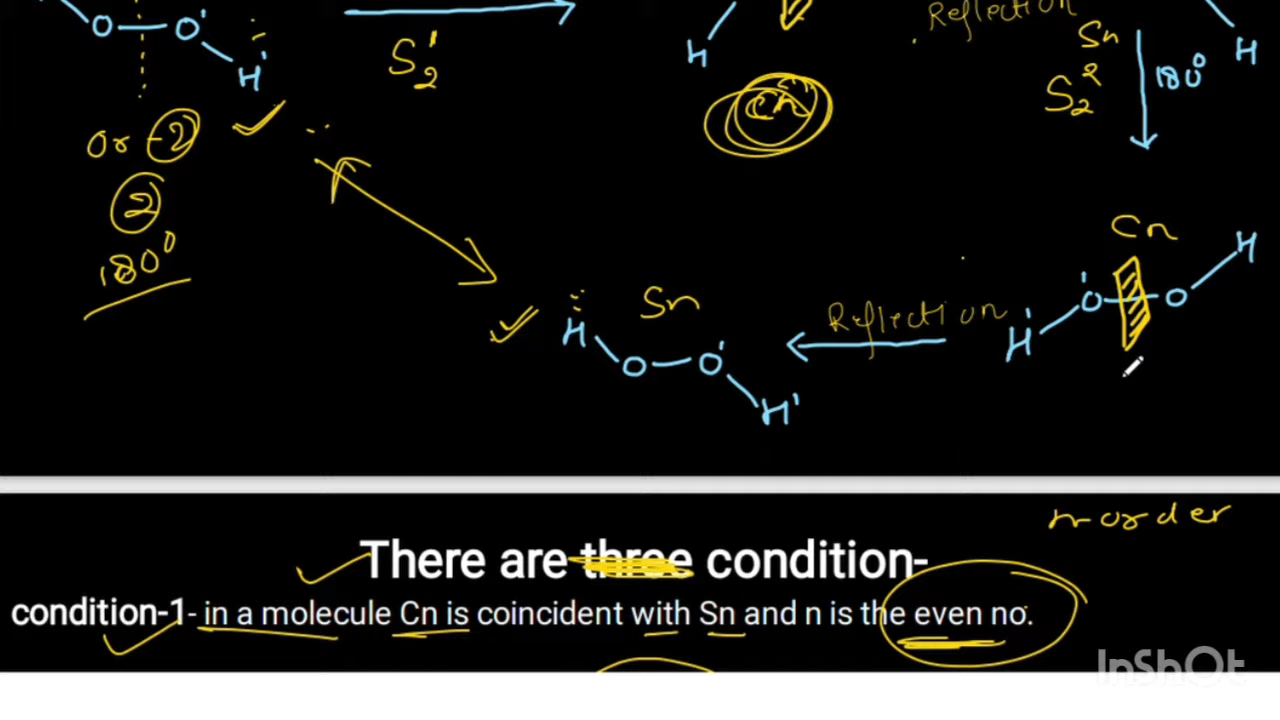 O — O'
H'
S₂¹
H
Cn
Reflection
Sn
S₂²
180°
H
Or -2
2
180°
Cn
H
O' O
H'
Reflection
Sn
H
O — O'
H'
n order
There are three condition-
condition-1- in a molecule Cn is coincident with Sn and n is the even no.
InShOt